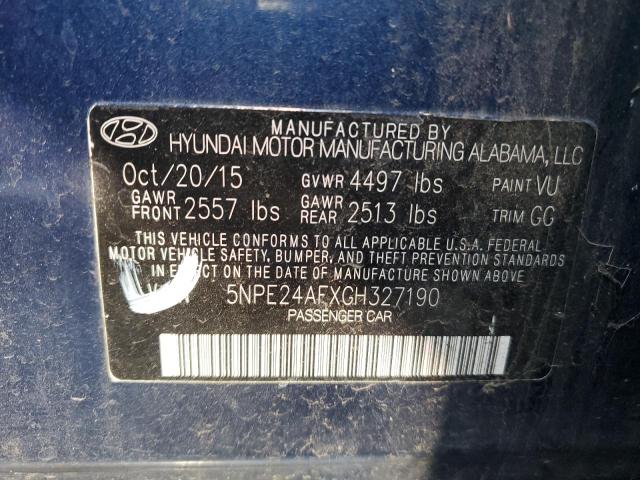 MANUFACTURED BY
HYUNDAI MOTOR MANUFACTURING ALABAMA, LLC
Oct/20/15 GVWR 4497 lbs PAINT VU
GAWR FRONT 2557 lbs GAWR REAR 2513 lbs TRIM GG
THIS VEHICLE CONFORMS TO ALL APPLICABLE U.S.A. FEDERAL
MOTOR VEHICLE SAFETY, BUMPER, AND THEFT PREVENTION STANDARDS
IN EFFECT ON THE DATE OF MANUFACTURE SHOWN ABOVE.
5NPE24AFXGH327190
PASSENGER CAR